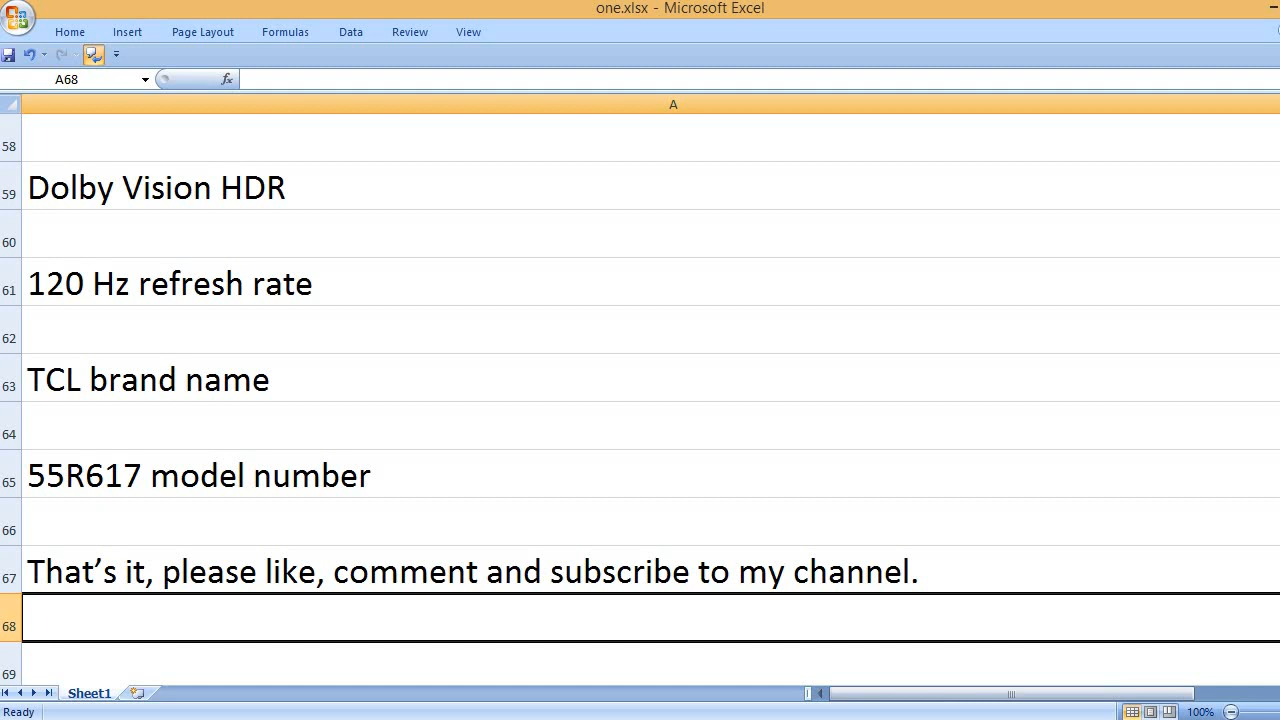 one.xlsx - Microsoft Excel
Home Insert Page Layout Formulas Data Review View
A68 fx
A
58
59 Dolby Vision HDR
60
61 120 Hz refresh rate
62
63 TCL brand name
64
65 55R617 model number
66
67 That’s it, please like, comment and subscribe to my channel.
68
69
Sheet1
Ready 100%